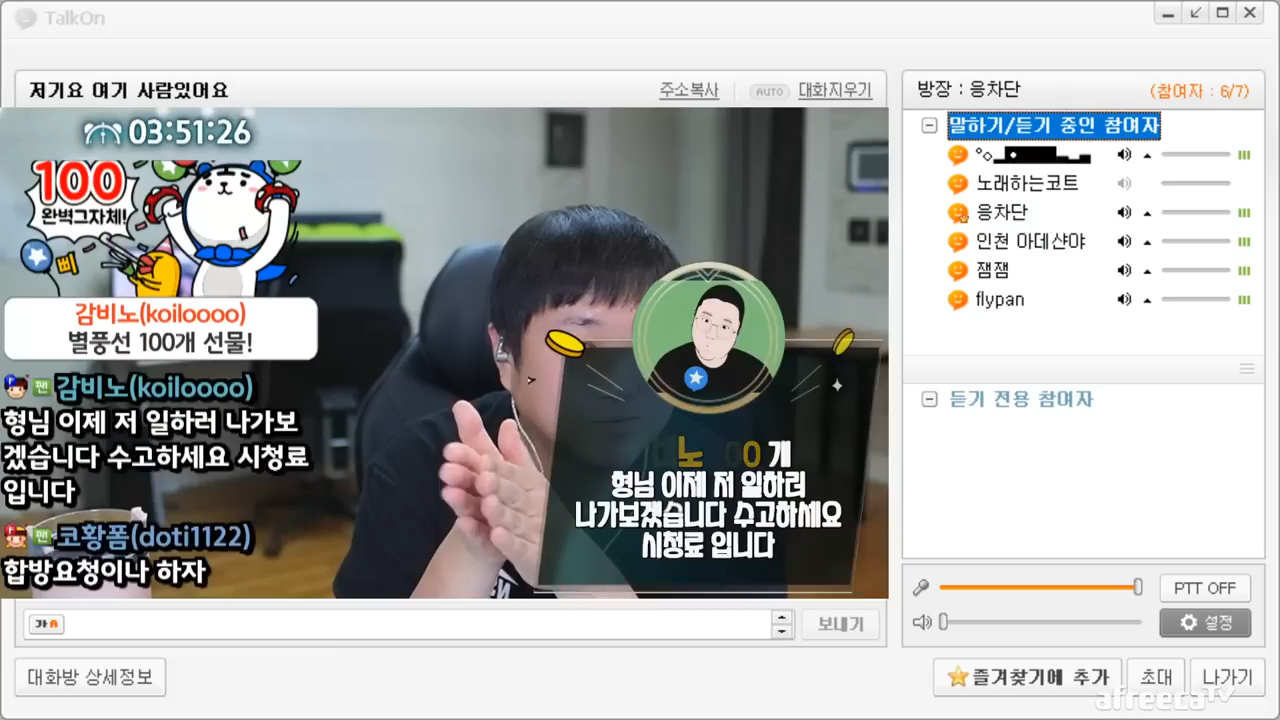 TalkOn
저기요 여기 사람있어요
주소복사
AUTO
대화지우기
03:51:26
100
완벽그자체!
감비노(koiloooo)
별풍선 100개 선물!
감비노(koiloooo)
형님 이제 저 일하러 나가보
겠습니다 수고하세요 시청료
입니다
코황폼(doti1122)
합방요청이나 하자
노 0 개
형님 이제 저 일하러
나가보겠습니다 수고하세요
시청료 입니다
가A
보내기
대화방 상세정보
방장 : 응차단
(참여자 : 6/7)
말하기/듣기 중인 참여자
노래하는코트
응차단
인천 아데샨야
잼잼
flypan
듣기 전용 참여자
PTT OFF
설정
즐겨찾기에 추가
초대
나가기
afreecaTV